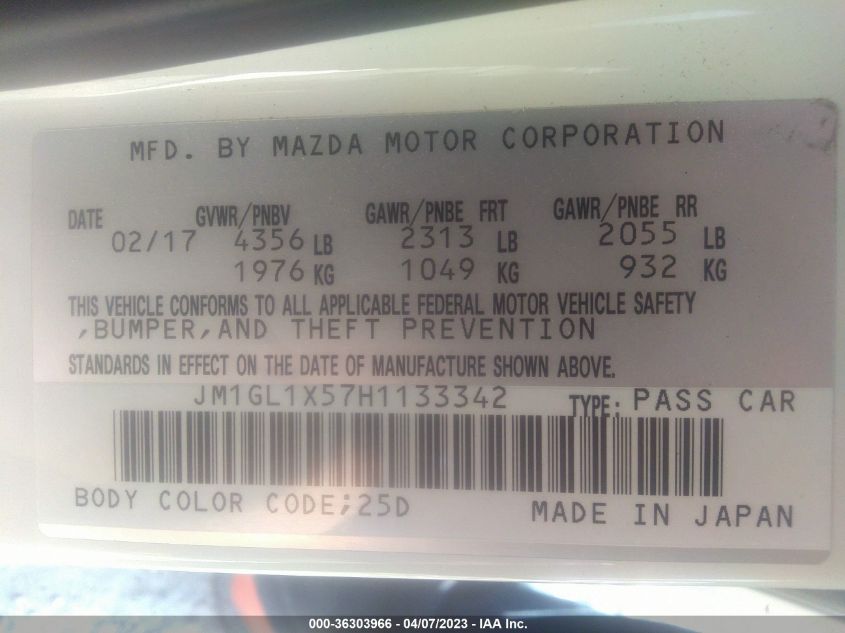 MFD. BY MAZDA MOTOR CORPORATION
DATE GVWR/PNBV GAWR/PNBE FRT GAWR/PNBE RR
02/17 4356 LB 2313 LB 2055 LB
1976 KG 1049 KG 932 KG
THIS VEHICLE CONFORMS TO ALL APPLICABLE FEDERAL MOTOR VEHICLE SAFETY
,BUMPER,AND THEFT PREVENTION
STANDARDS IN EFFECT ON THE DATE OF MANUFACTURE SHOWN ABOVE.
JM1GL1X57H1133342 TYPE: PASS CAR
BODY COLOR CODE;25D MADE IN JAPAN
000-36303966 - 04/07/2023 - IAA Inc.